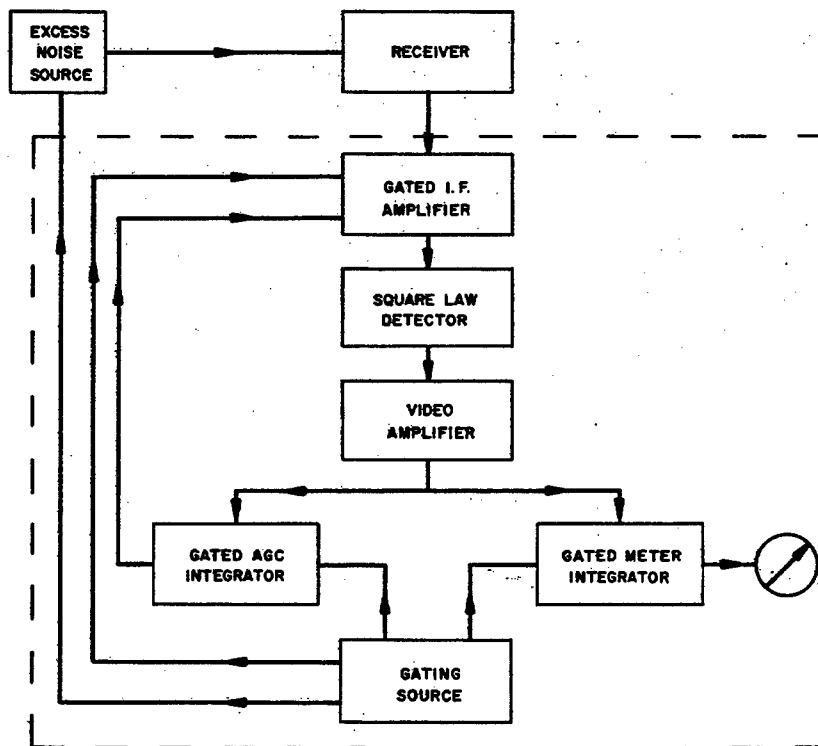 EXCESS
NOISE
SOURCE
RECEIVER
GATED I.F.
AMPLIFIER
SQUARE LAW
DETECTOR
VIDEO
AMPLIFIER
GATED AGC
INTEGRATOR
GATED METER
INTEGRATOR
GATING
SOURCE